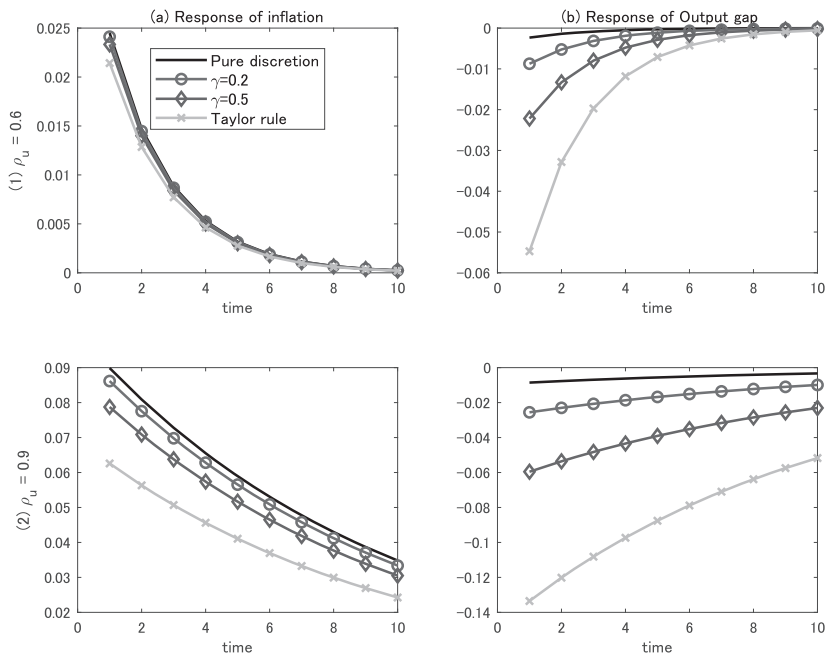 (a) Response of inflation
(b) Response of Output gap
(1) ρu = 0.6
0.025
0.02
0.015
0.01
0.005
0
Pure discretion
γ=0.2
γ=0.5
Taylor rule
0 2 4 6 8 10
time
0
-0.01
-0.02
-0.03
-0.04
-0.05
-0.06
0 2 4 6 8 10
time
(2) ρu = 0.9
0.09
0.08
0.07
0.06
0.05
0.04
0.03
0.02
0 2 4 6 8 10
time
0
-0.02
-0.04
-0.06
-0.08
-0.1
-0.12
-0.14
0 2 4 6 8 10
time